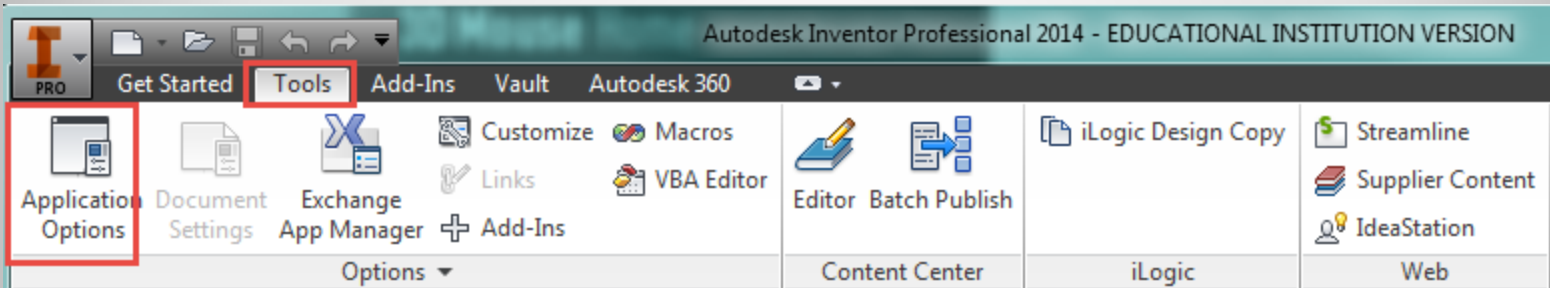 3D Mouse
Autodesk Inventor Professional 2014 - EDUCATIONAL INSTITUTION VERSION
PRO
Get Started Tools Add-Ins Vault Autodesk 360
Application Options
Document Settings
Exchange App Manager
Customize
Links
Add-Ins
Macros
VBA Editor
Editor
Batch Publish
iLogic Design Copy
Streamline
Supplier Content
IdeaStation
Options
Content Center
iLogic
Web